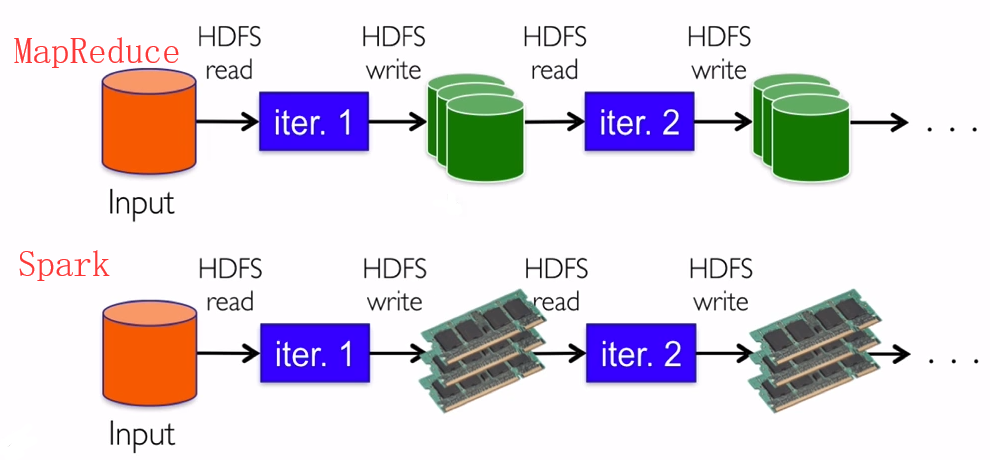 MapReduce
HDFS read
HDFS write
HDFS read
HDFS write
iter. 1
iter. 2
. . .
Input
Spark
HDFS read
HDFS write
HDFS read
HDFS write
iter. 1
iter. 2
. . .
Input